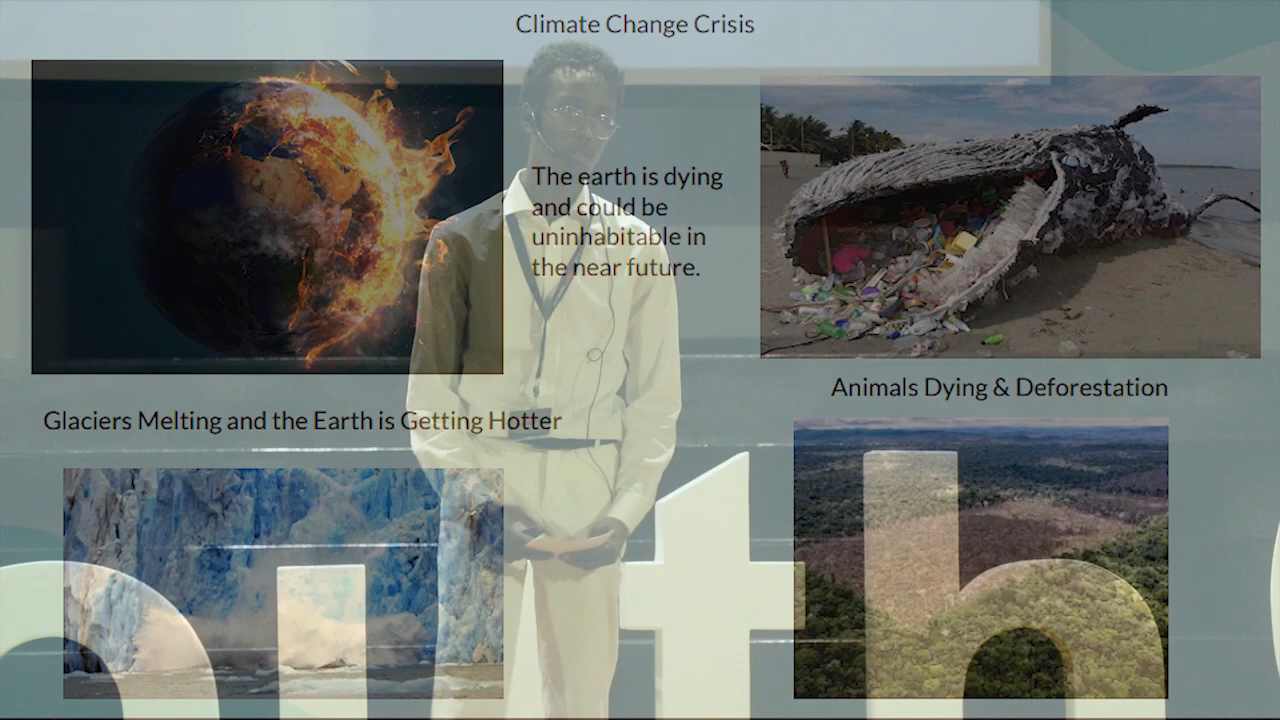 Climate Change Crisis
The earth is dying
and could be
uninhabitable in
the near future.
Animals Dying & Deforestation
Glaciers Melting and the Earth is Getting Hotter
th